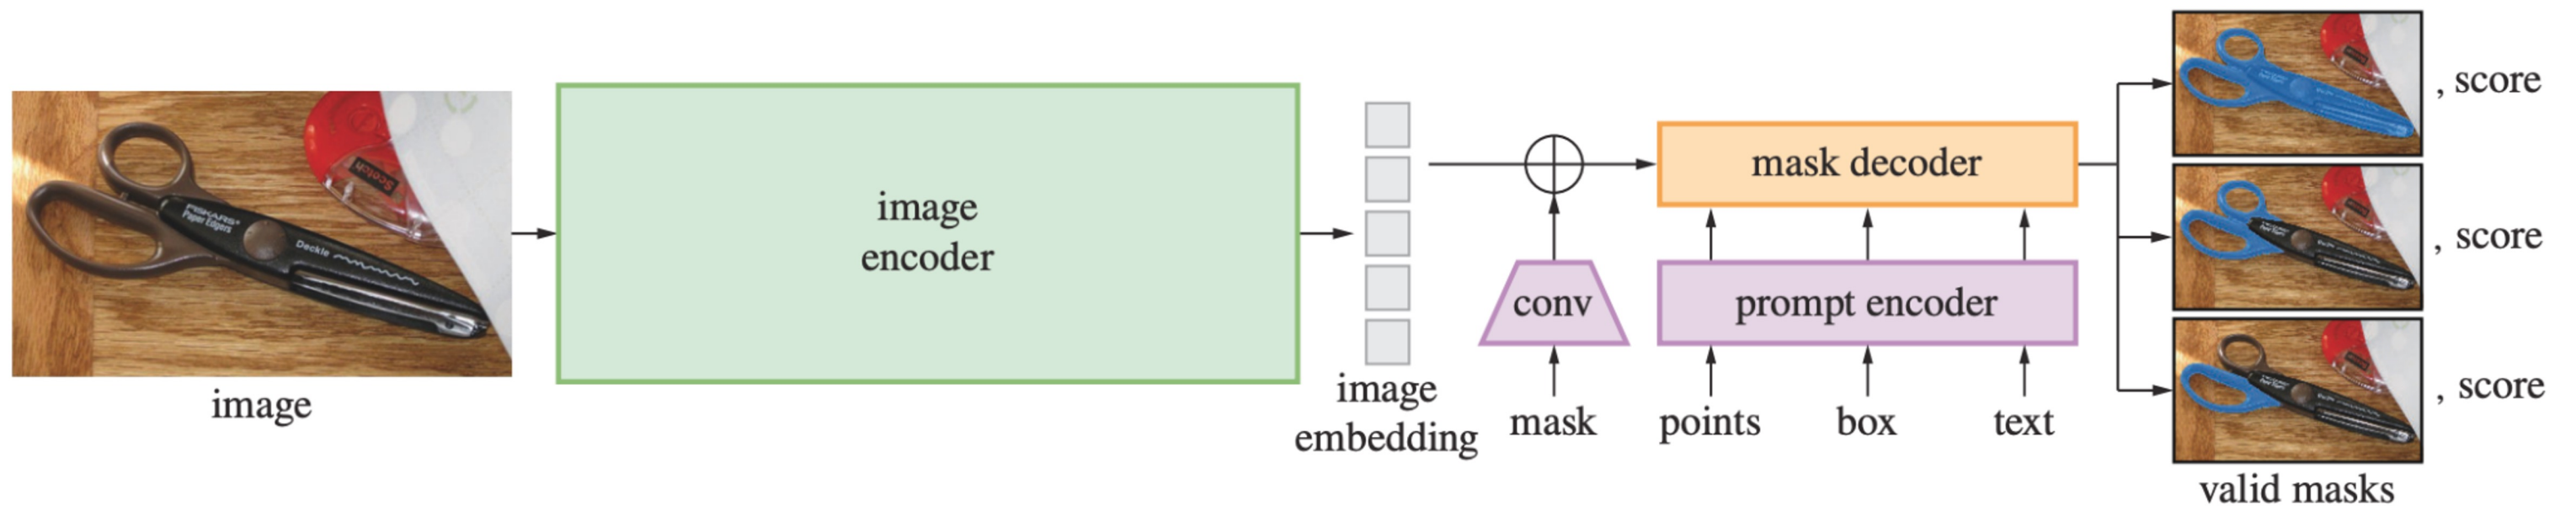 FISKARS®
Paper Edgers
Deckle
Scotch
image
image
encoder
image
embedding
conv
mask
mask decoder
prompt encoder
points
box
text
, score
, score
, score
valid masks